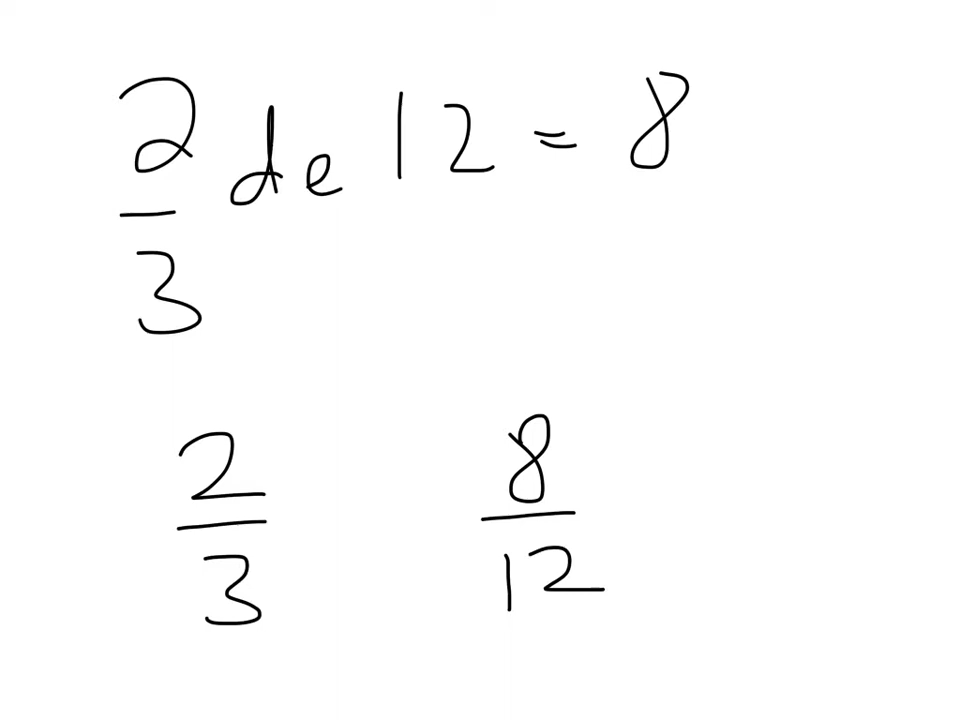 2/3 de 12 = 8
2/3 8/12